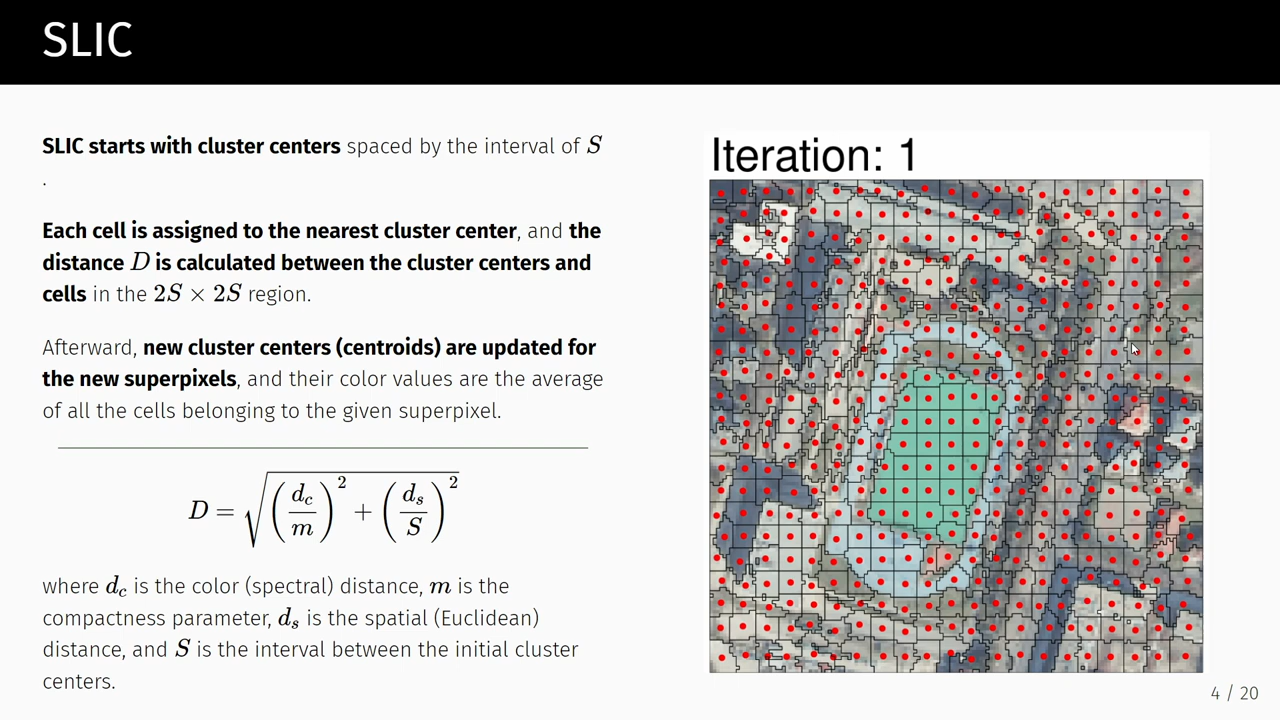 SLIC
SLIC starts with cluster centers spaced by the interval of S
.
Each cell is assigned to the nearest cluster center, and the
distance D is calculated between the cluster centers and
cells in the 2S × 2S region.
Afterward, new cluster centers (centroids) are updated for
the new superpixels, and their color values are the average
of all the cells belonging to the given superpixel.
D = √((d_c/m)^2 + (d_s/S)^2)
where d_c is the color (spectral) distance, m is the
compactness parameter, d_s is the spatial (Euclidean)
distance, and S is the interval between the initial cluster
centers.
Iteration: 1
4 / 20